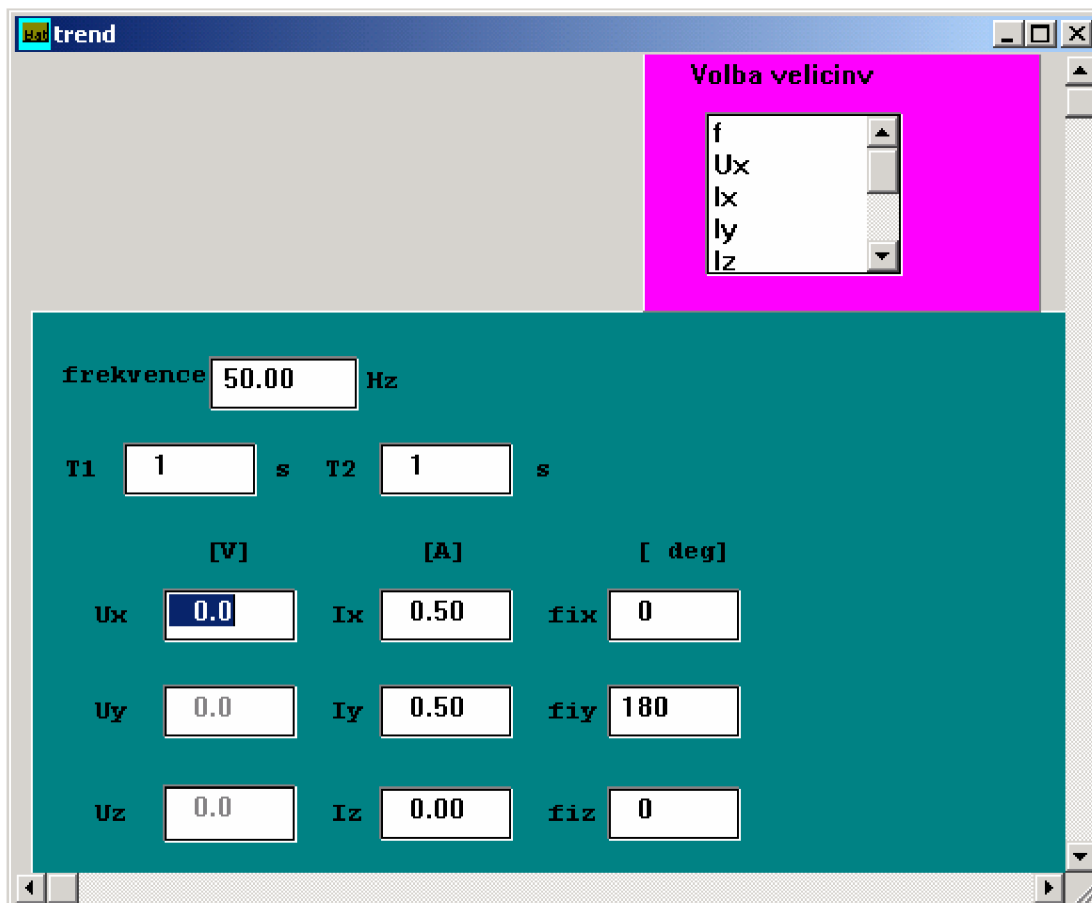 trend
Volba velicinv
f
Ux
Ix
Iy
Iz
frekvence 50.00 Hz
T1 1 s T2 1 s
[V] [A] [ deg]
Ux 0.0 Ix 0.50 fix 0
Uy 0.0 Iy 0.50 fiy 180
Uz 0.0 Iz 0.00 fiz 0